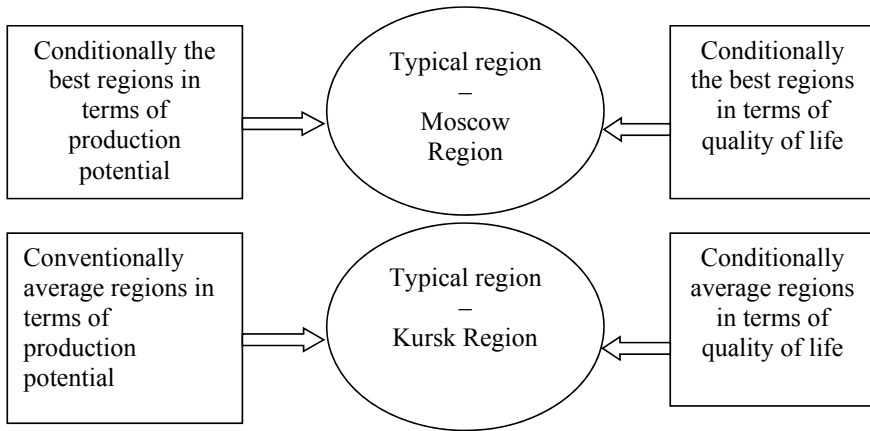 Conditionally the
best regions in
terms of
production
potential
Typical region
–
Moscow
Region
Conditionally
the best regions
in terms of
quality of life
Conventionally
average regions in
terms of
production
potential
Typical region
–
Kursk Region
Conditionally
average regions
in terms of
quality of life